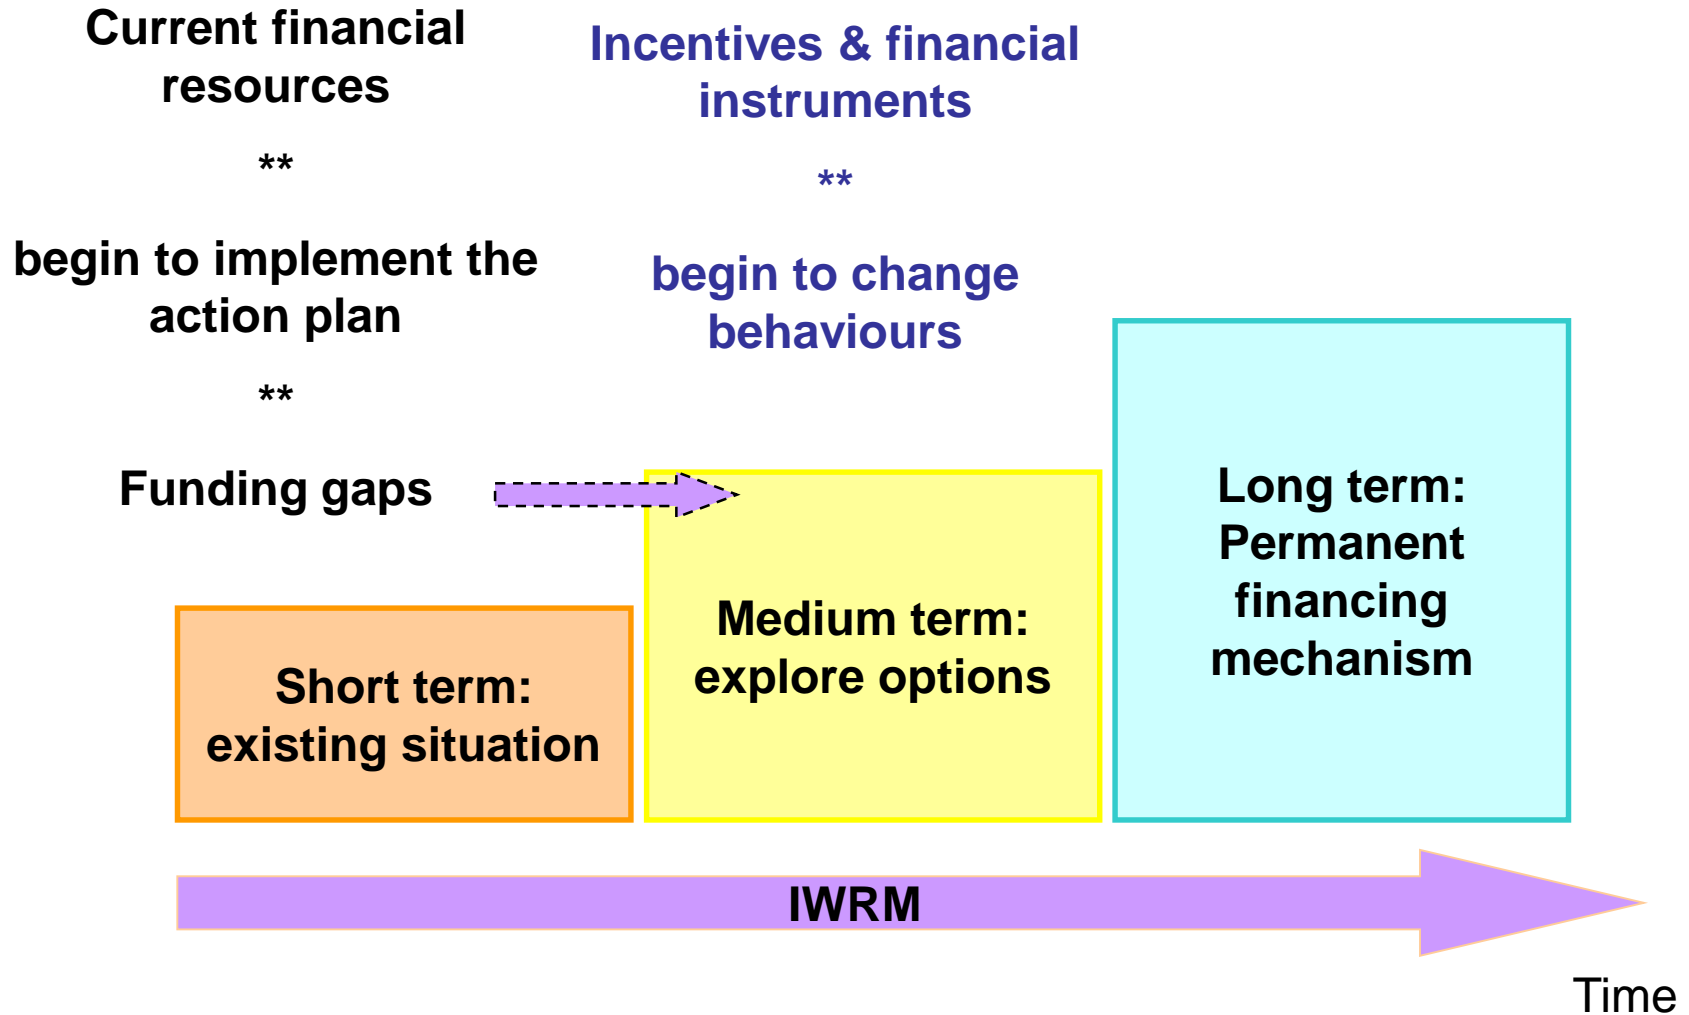 Current financial
resources
**
begin to implement the
action plan
**
Funding gaps
Incentives & financial
instruments
**
begin to change
behaviours
Short term:
existing situation
Medium term:
explore options
Long term:
Permanent
financing
mechanism
IWRM
Time